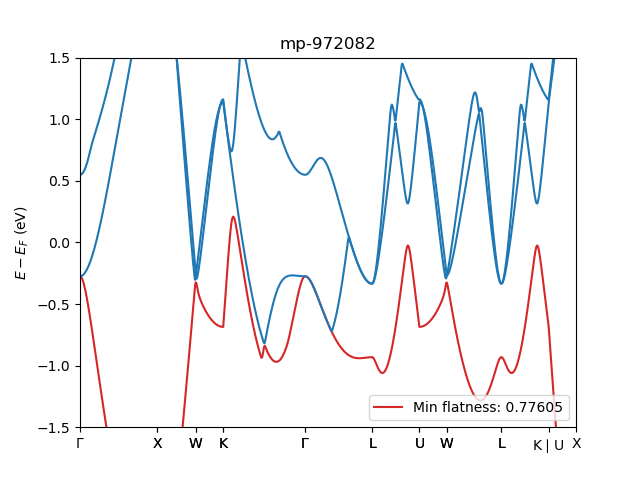 mp-972082
1.5
1.0
0.5
0.0
−0.5
−1.0
−1.5
E − E_F (eV)
Min flatness: 0.77605
Γ X W K Γ L U W L K | U X